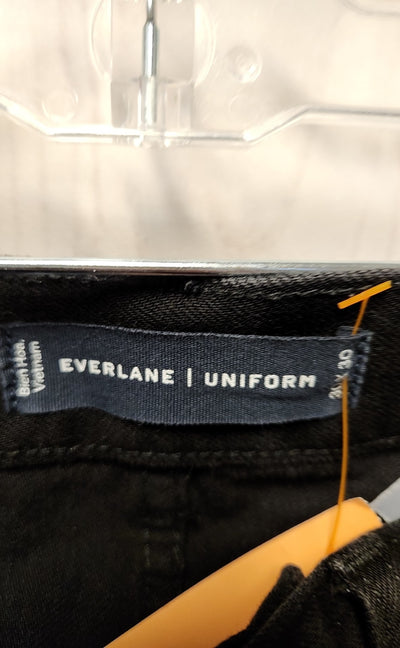 Bien Hoa,
Vietnam
EVERLANE | UNIFORM
30